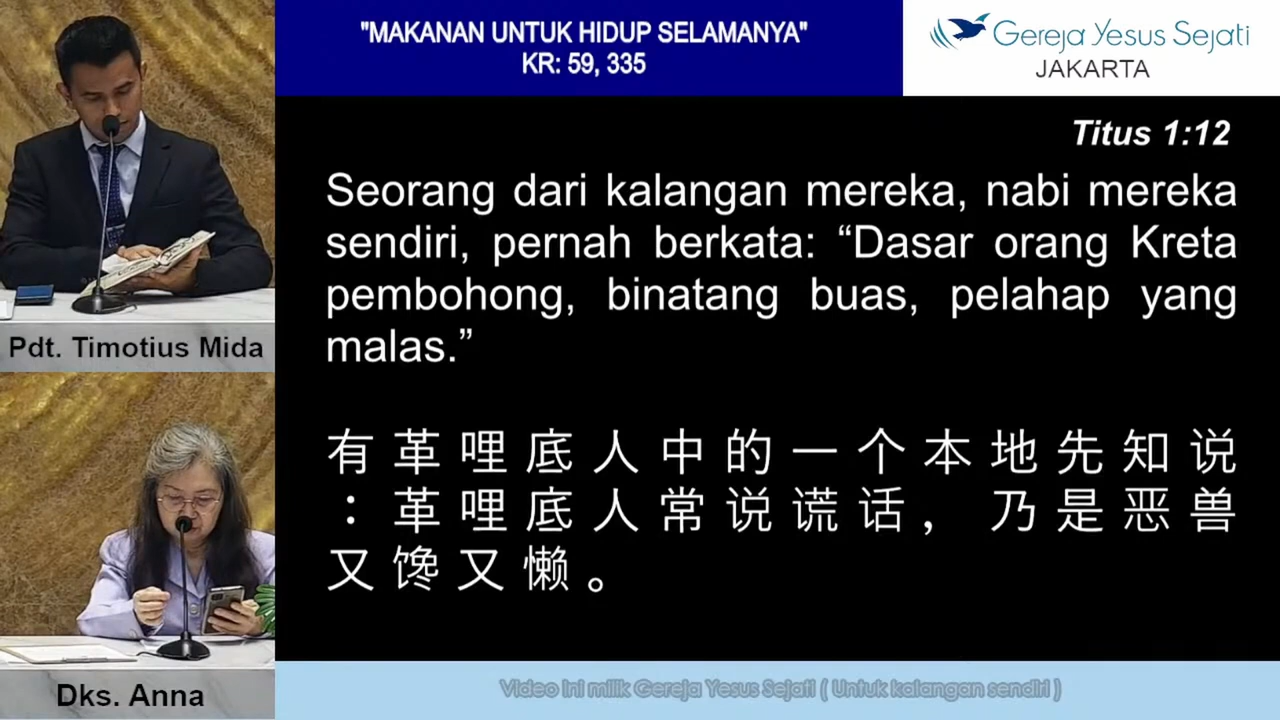 "MAKANAN UNTUK HIDUP SELAMANYA"
KR: 59, 335
Gereja Yesus Sejati
JAKARTA
Titus 1:12
Seorang dari kalangan mereka, nabi mereka
sendiri, pernah berkata: “Dasar orang Kreta
pembohong, binatang buas, pelahap yang
malas.”
有革哩底人中的一个本地先知说
：革哩底人常说谎话，乃是恶兽
又馋又懒。
Pdt. Timotius Mida
Dks. Anna
Video ini milik Gereja Yesus Sejati ( Untuk kalangan sendiri )